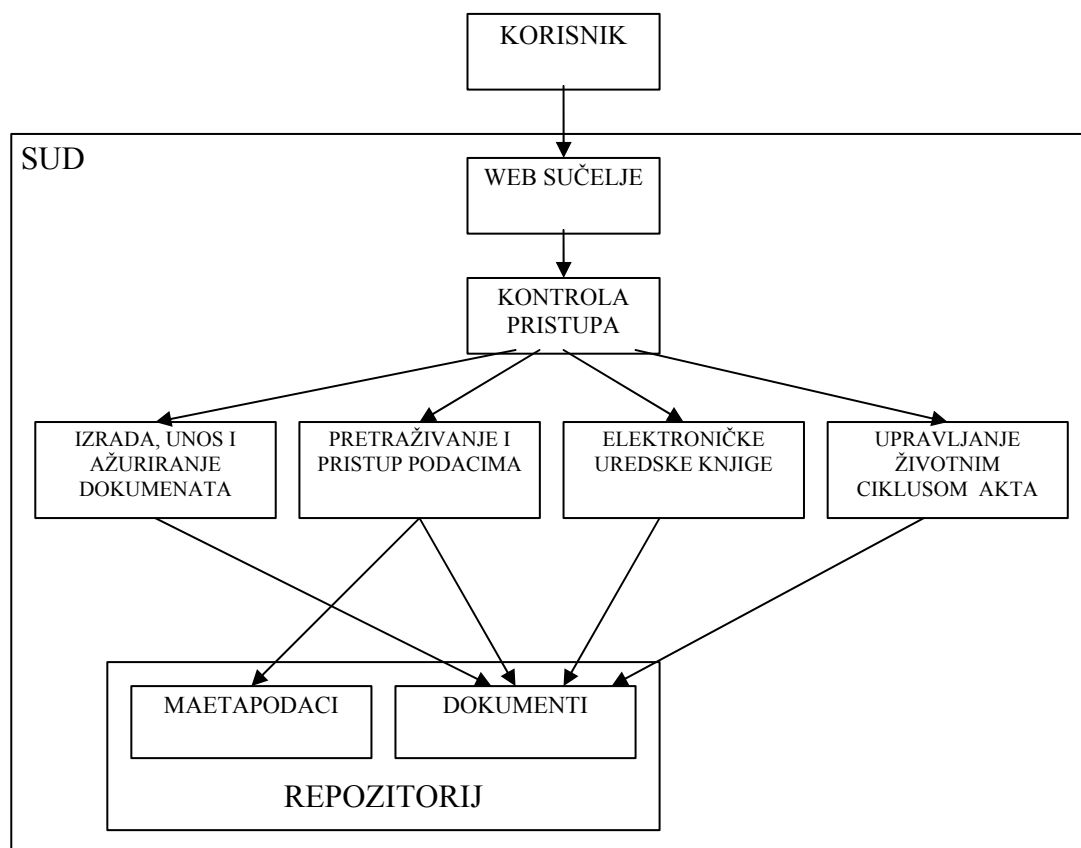 KORISNIK
SUD
WEB SUČELJE
KONTROLA
PRISTUPA
IZRADA, UNOS I
AŽURIRANJE
DOKUMENATA
PRETRAŽIVANJE I
PRISTUP PODACIMA
ELEKTRONIČKE
UREDSKE KNJIGE
UPRAVLJANJE
ŽIVOTNIM
CIKLUSOM AKTA
MAETAPODACI
DOKUMENTI
REPOZITORIJ